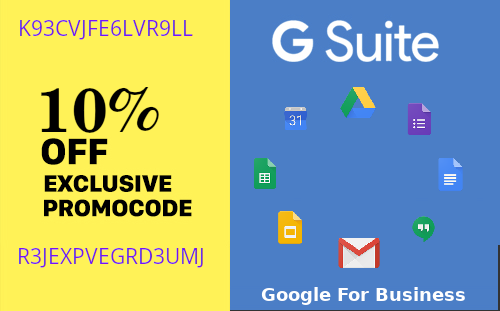 K93CVJFE6LVR9LL
10%
OFF
EXCLUSIVE
PROMOCODE
R3JEXPVEGRD3UMJ
G Suite
31
Google For Business